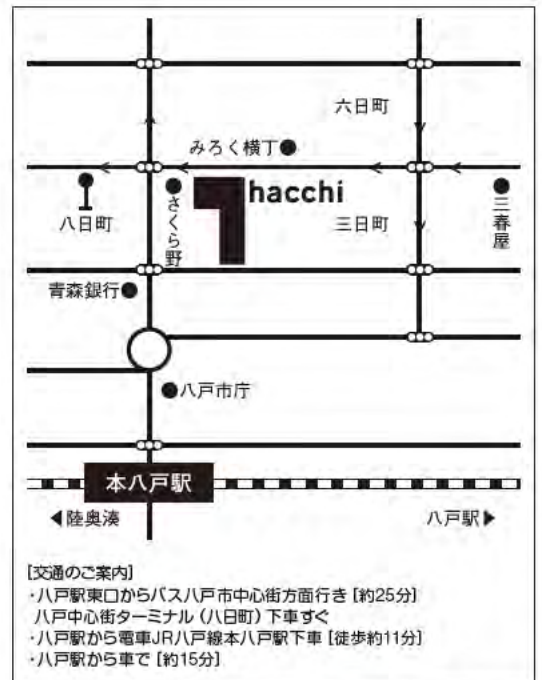 六日町
みろく横丁
hacchi
八日町
さくら野
三日町
三春屋
青森銀行
八戸市庁
本八戸駅
◀陸奥湊
八戸駅▶
[交通のご案内]
・八戸駅東口からバス八戸市中心街方面行き [約25分]
八戸中心街ターミナル (八日町) 下車すぐ
・八戸駅から電車JR八戸線本八戸駅下車 [徒歩約11分]
・八戸駅から車で [約15分]